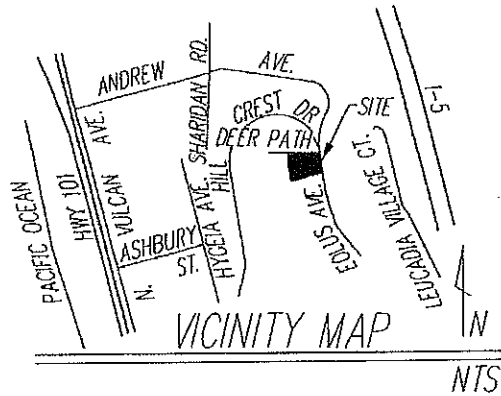 SHARIDAN RD.
ANDREW AVE.
CREST DR
SITE
I-5
DEER PATH
PACIFIC OCEAN
HWY 101
N. VULCAN AVE.
HYGEIA AVE.
HILL
ASHBURY ST.
EOLUS AVE.
LEUCADIA VILLAGE CT.
VICINITY MAP
N
NTS